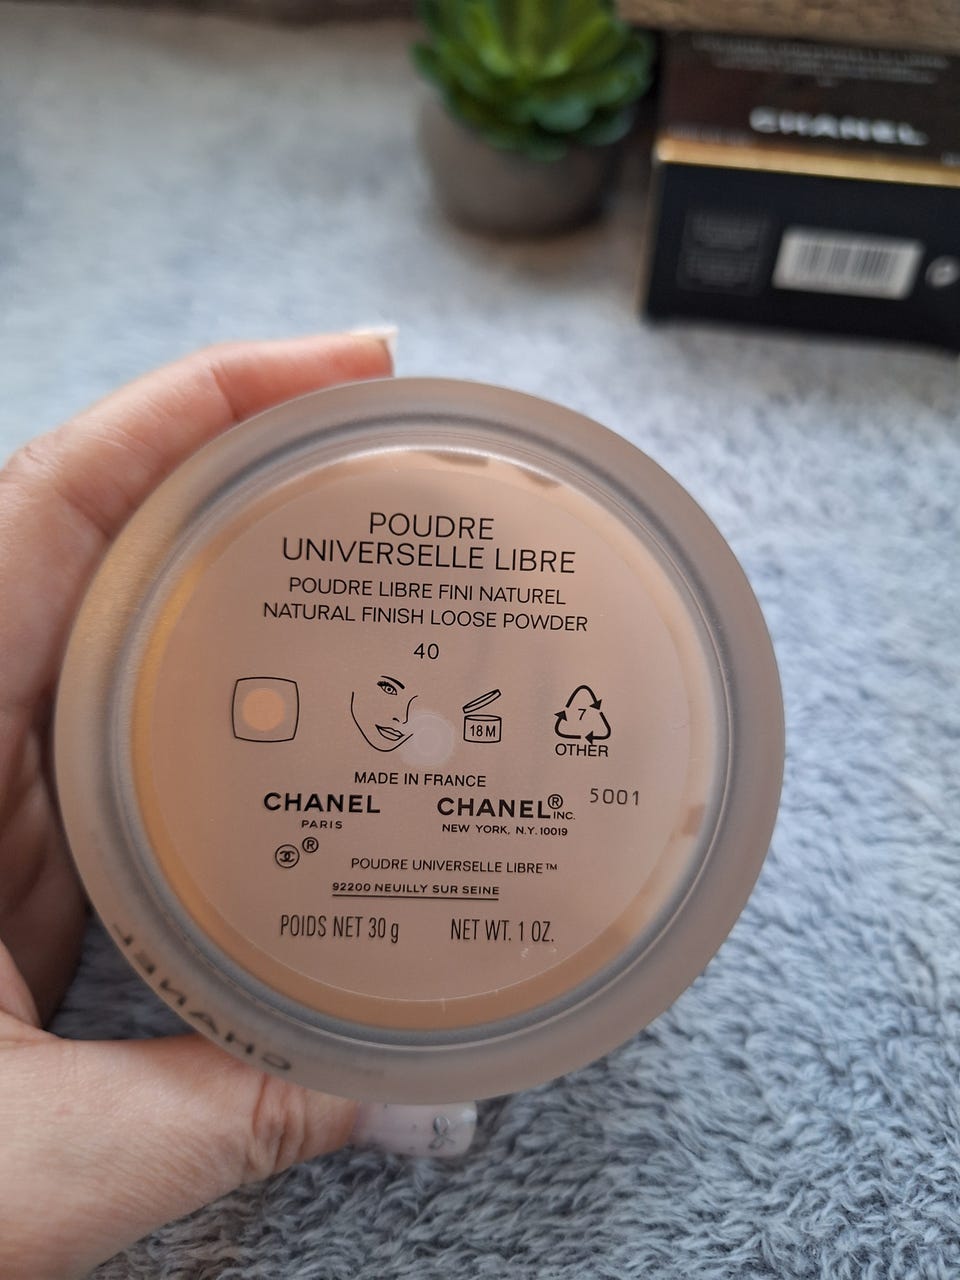 CHANEL
POUDRE
UNIVERSELLE LIBRE
POUDRE LIBRE FINI NATUREL
NATURAL FINISH LOOSE POWDER
40
18 M
7
OTHER
MADE IN FRANCE
CHANEL
PARIS
CHANEL® INC.
NEW YORK, N.Y. 10019
5001
®
POUDRE UNIVERSELLE LIBRE™
92200 NEUILLY SUR SEINE
POIDS NET 30 g NET WT. 1 OZ.
CHANEL